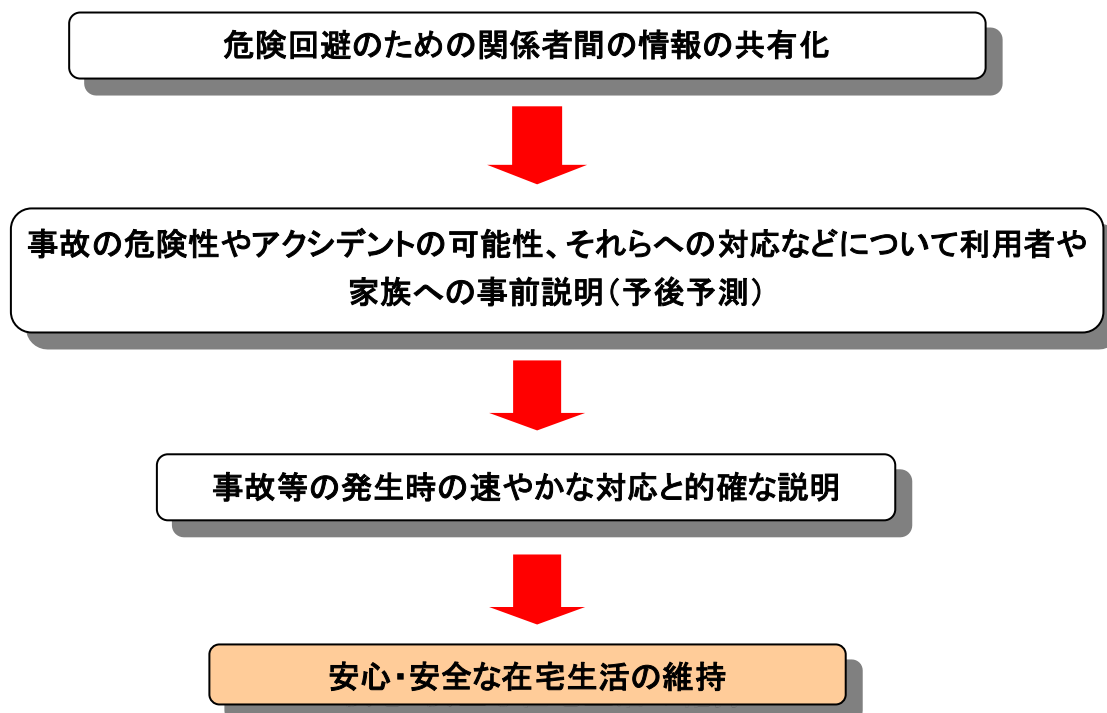 危険回避のための関係者間の情報の共有化
事故の危険性やアクシデントの可能性、それらへの対応などについて利用者や
家族への事前説明（予後予測）
事故等の発生時の速やかな対応と的確な説明
安心・安全な在宅生活の維持